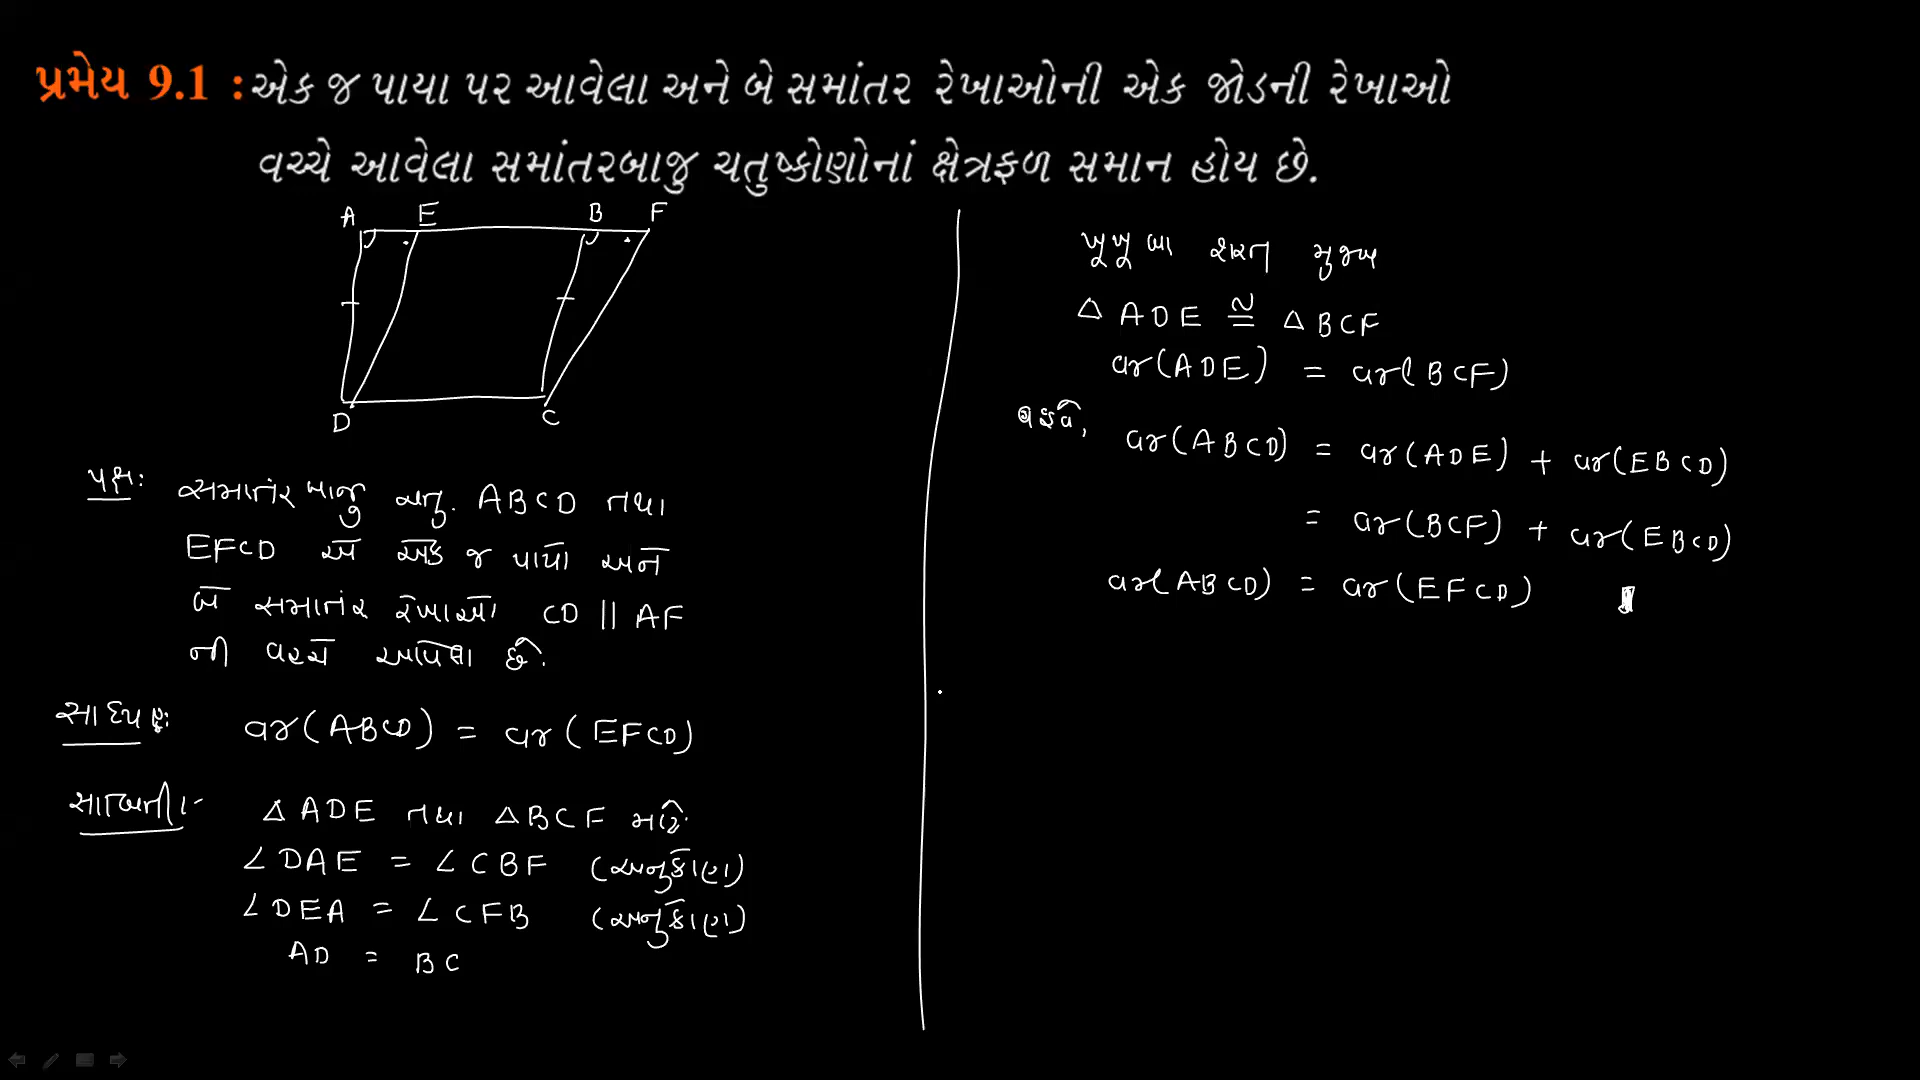 પ્રમેય 9.1 : એક જ પાયા પર આવેલા અને બે સમાંતર રેખાઓની એક જોડની રેખાઓ
વચ્ચે આવેલા સમાંતરબાજુ ચતુષ્કોણોનાં ક્ષેત્રફળ સમાન હોય છે.
A E B F
D C
પક્ષ: સમાતંર બાજુ ચતુ. ABCD તથા
EFCD એ એક જ પાયા અને
બે સમાતંર રેખાઓ CD || AF
ની વચ્ચે આવેલા છે.
સાધ્ય: ar(ABCD) = ar(EFCD)
સાબિતી:- △ADE તથા △BCF માટે
∠DAE = ∠CBF (અનુકોણ)
∠DEA = ∠CFB (અનુકોણ)
AD = BC
ખૂખૂબા શરત મુજબ
△ADE ≅ △BCF
ar(ADE) = ar(BCF)
હવે, ar(ABCD) = ar(ADE) + ar(EBCD)
= ar(BCF) + ar(EBCD)
ar(ABCD) = ar(EFCD)